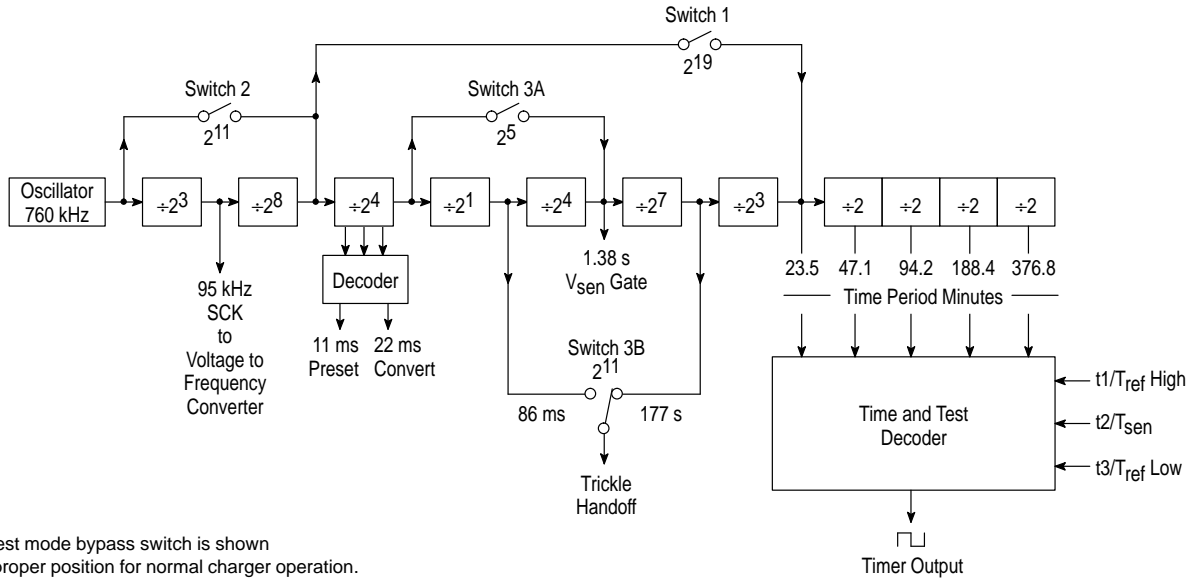 Switch 1
2^19
Switch 2
2^11
Switch 3A
2^5
Oscillator
760 kHz
÷2^3
÷2^8
÷2^4
÷2^1
÷2^4
÷2^7
÷2^3
÷2
÷2
÷2
÷2
Decoder
95 kHz
SCK
to
Voltage to
Frequency
Converter
11 ms
Preset
22 ms
Convert
1.38 s
Vsen Gate
23.5
47.1
94.2
188.4
376.8
Time Period Minutes
Switch 3B
2^11
86 ms
177 s
Trickle
Handoff
Time and Test
Decoder
t1/Tref High
t2/Tsen
t3/Tref Low
Timer Output
est mode bypass switch is shown
proper position for normal charger operation.